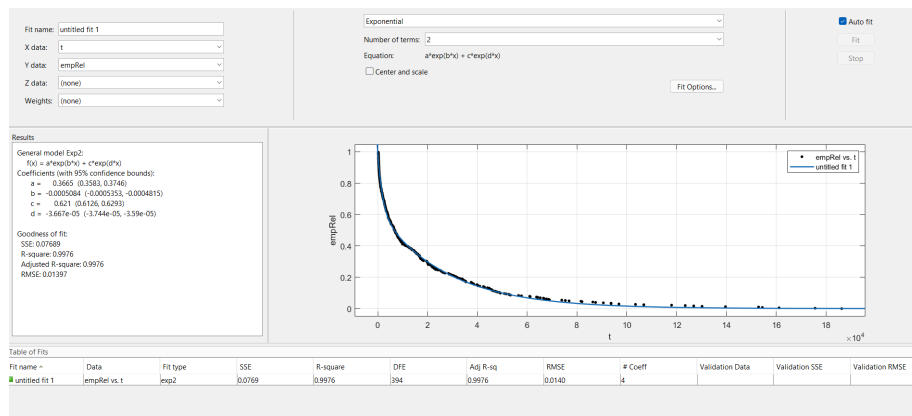 Fit name: untitled fit 1
X data: t
Y data: empRel
Z data: (none)
Weights: (none)
Exponential
Number of terms: 2
Equation: a*exp(b*x) + c*exp(d*x)
Center and scale
Fit Options...
Auto fit
Fit
Stop
Results
General model Exp2:
f(x) = a*exp(b*x) + c*exp(d*x)
Coefficients (with 95% confidence bounds):
a = 0.3665 (0.3583, 0.3746)
b = -0.0005084 (-0.0005353, -0.0004815)
c = 0.621 (0.6126, 0.6293)
d = -3.667e-05 (-3.744e-05, -3.59e-05)
Goodness of fit:
SSE: 0.07689
R-square: 0.9976
Adjusted R-square: 0.9976
RMSE: 0.01397
empRel vs. t
untitled fit 1
1
0.8
0.6
0.4
0.2
0
empRel
0 2 4 6 8 10 12 14 16 18
t
×10^4
Table of Fits
Fit name Data Fit type SSE R-square DFE Adj R-sq RMSE # Coeff Validation Data Validation SSE Validation RMSE
untitled fit 1 empRel vs. t exp2 0.0769 0.9976 394 0.9976 0.0140 4